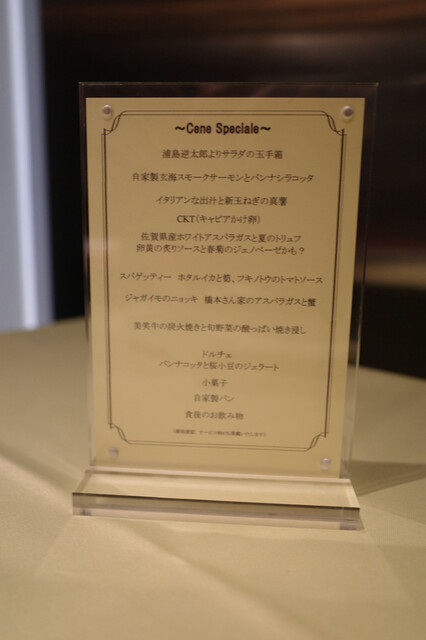 ～Cene Speciale～
浦島逆太郎よりサラダの玉手箱
自家製玄海スモークサーモンとパンナシラコッタ
イタリアンな出汁と新玉ねぎの真薯
CKT(キャビアかけ卵)
佐賀県産ホワイトアスパラガスと夏のトリュフ
卵黄の炙りソースと春菊のジェノベーゼかも？
スパゲッティー ホタルイカと筍、フキノトウのトマトソース
ジャガイモのニョッキ 橋本さん家のアスパラガスと蟹
美笑牛の炭火焼きと旬野菜の酸っぱい焼き浸し
ドルチェ
パンナコッタと桜小豆のジェラート
小菓子
自家製パン
食後のお飲み物